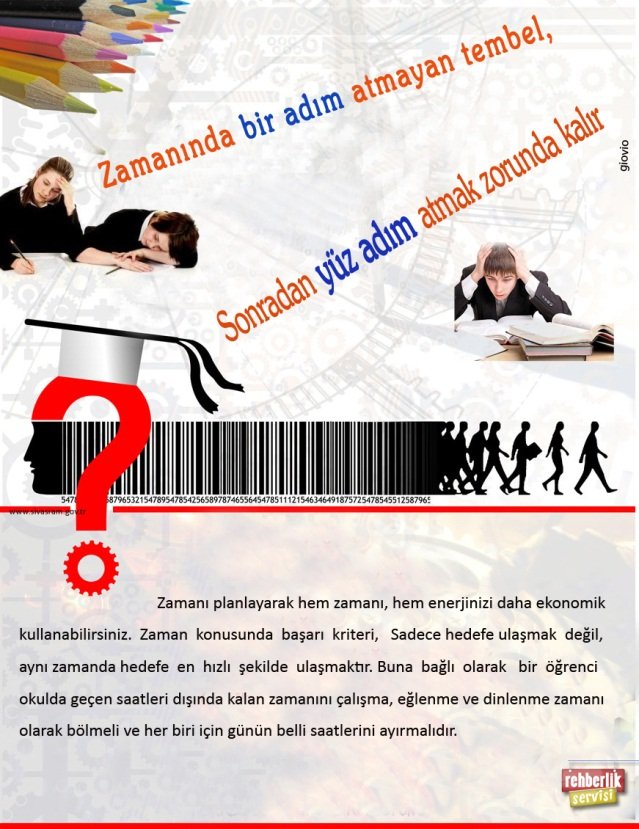 Zamanında bir adım atmayan tembel,
Sonradan yüz adım atmak zorunda kalır
giovio
www.sivasram.gov.tr
Zamanı planlayarak hem zamanı, hem enerjinizi daha ekonomik
kullanabilirsiniz. Zaman konusunda başarı kriteri, Sadece hedefe ulaşmak değil,
aynı zamanda hedefe en hızlı şekilde ulaşmaktır. Buna bağlı olarak bir öğrenci
okulda geçen saatleri dışında kalan zamanını çalışma, eğlenme ve dinlenme zamanı
olarak bölmeli ve her biri için günün belli saatlerini ayırmalıdır.
rehberlik
servisi